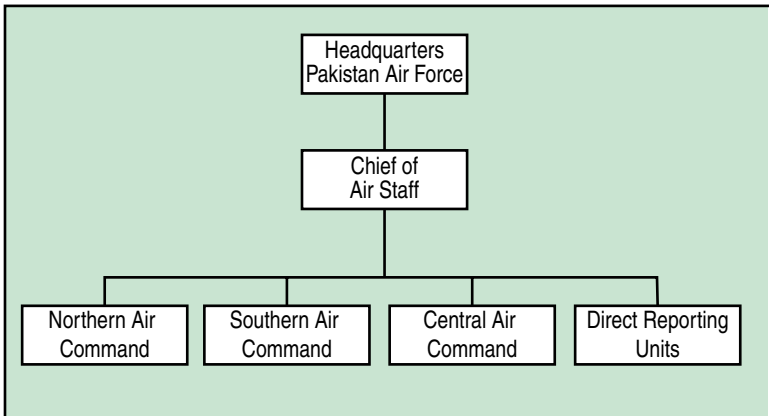 Headquarters
Pakistan Air Force
Chief of
Air Staff
Northern Air
Command
Southern Air
Command
Central Air
Command
Direct Reporting
Units